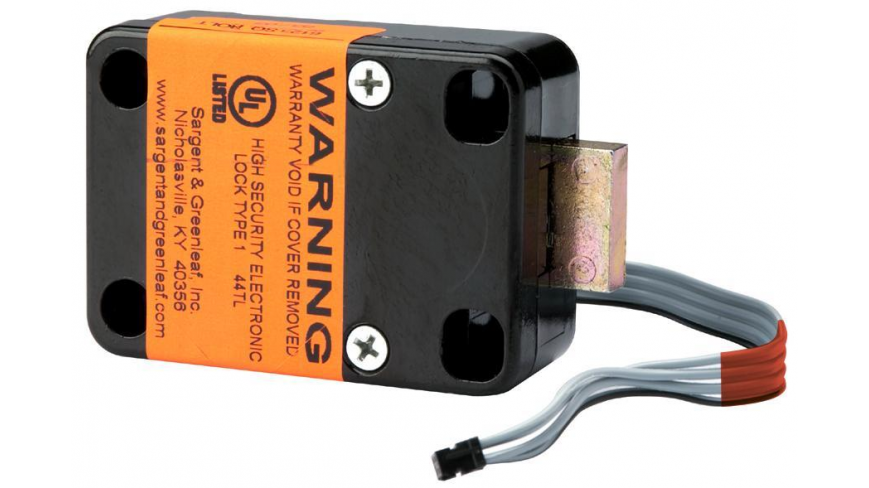 WARNING
WARRANTY VOID IF COVER REMOVED
HIGH SECURITY ELECTRONIC
LOCK TYPE 1 44TL
UL
LISTED
Sargent & Greenleaf, Inc.
Nicholasville, KY 40356
www.sargentandgreenleaf.com
BOLT